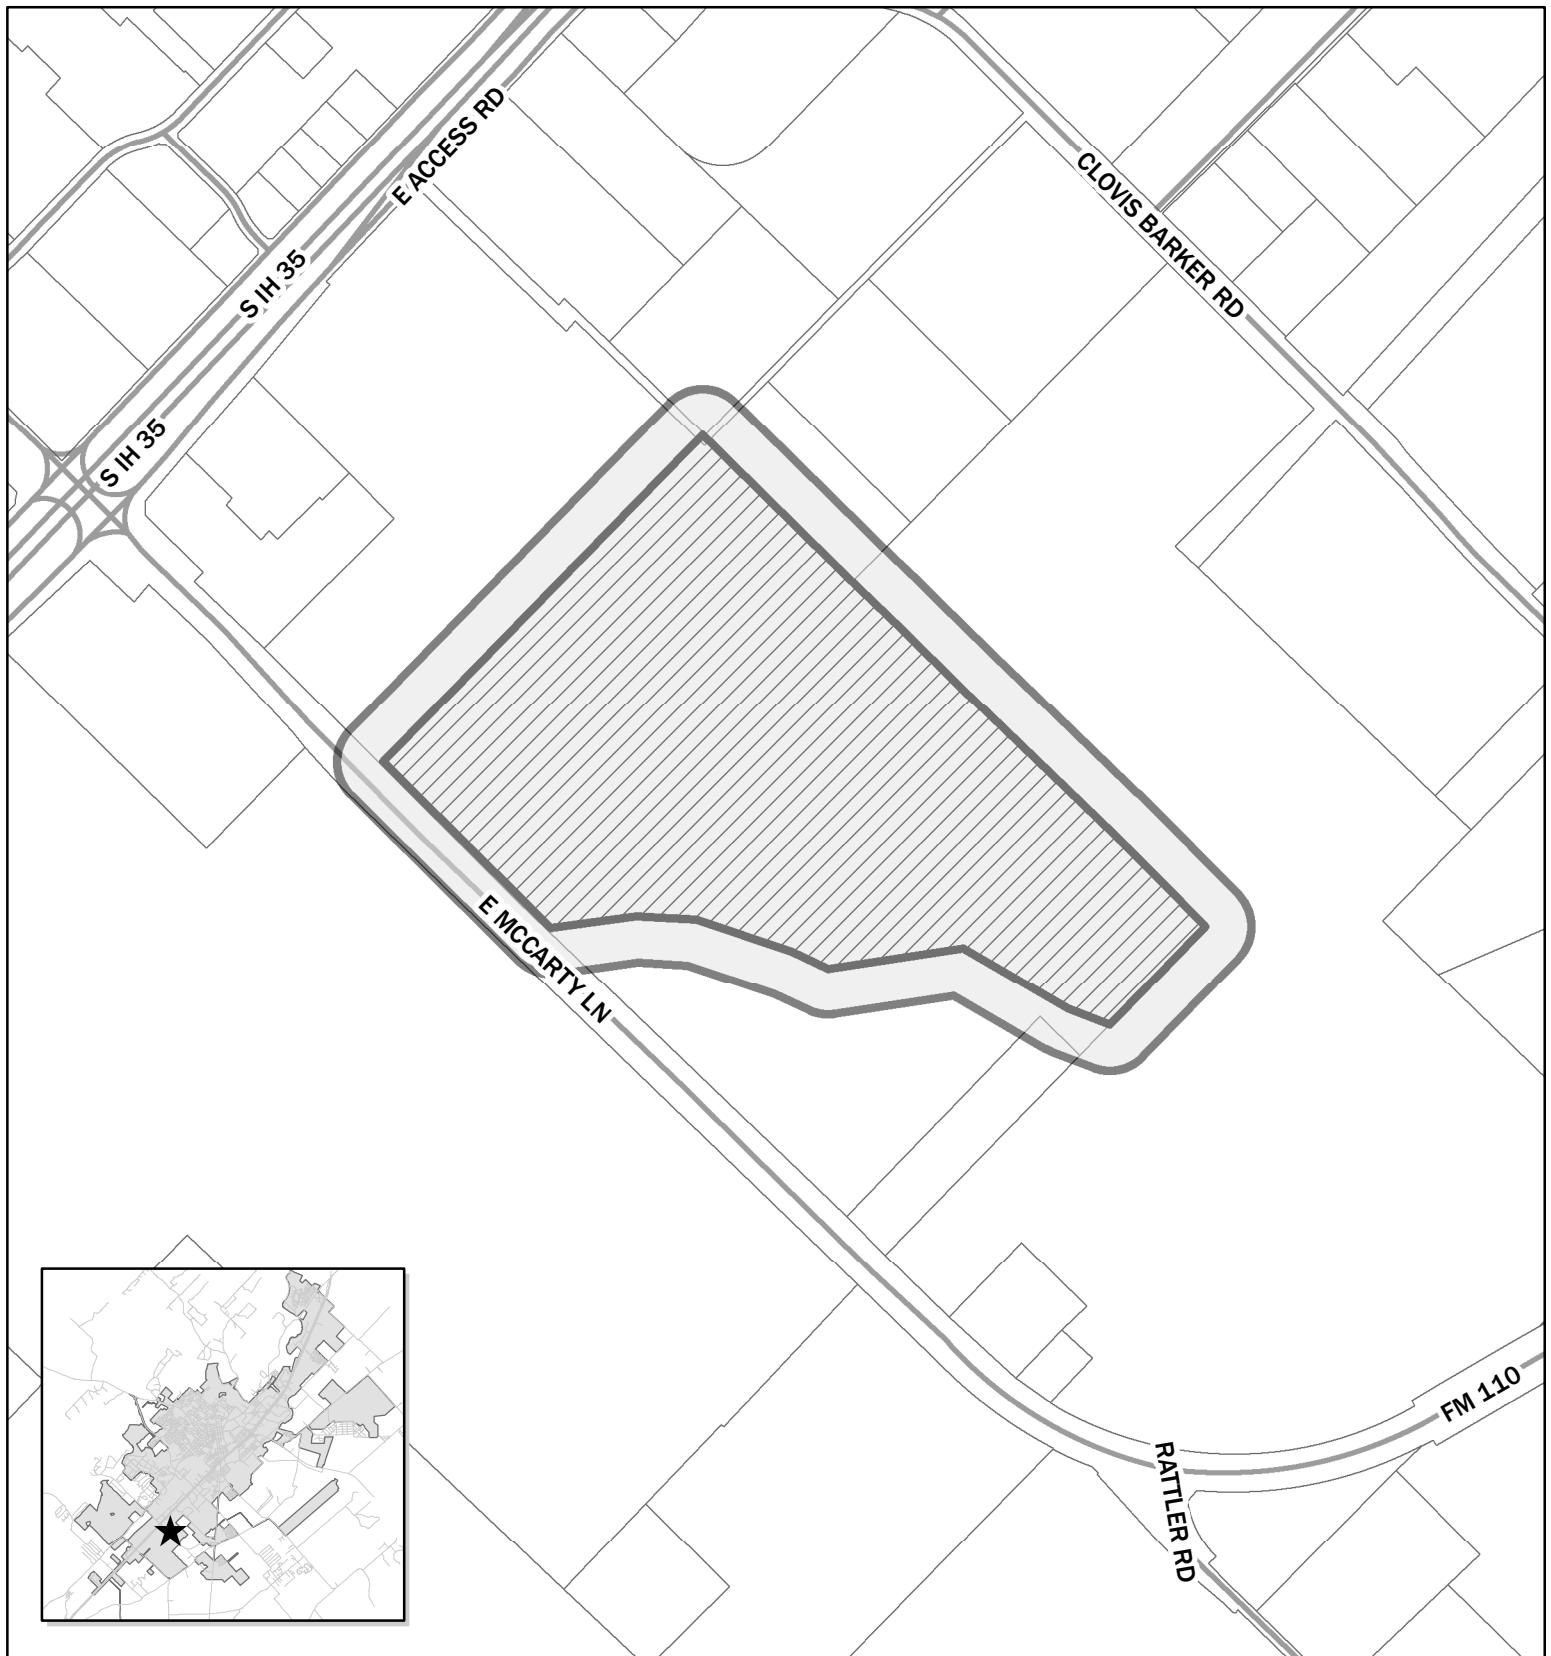 E ACCESS RD
CLOVIS BARKER RD
S IH 35
S IH 35
E MCCARTY LN
FM 110
RATTLER RD